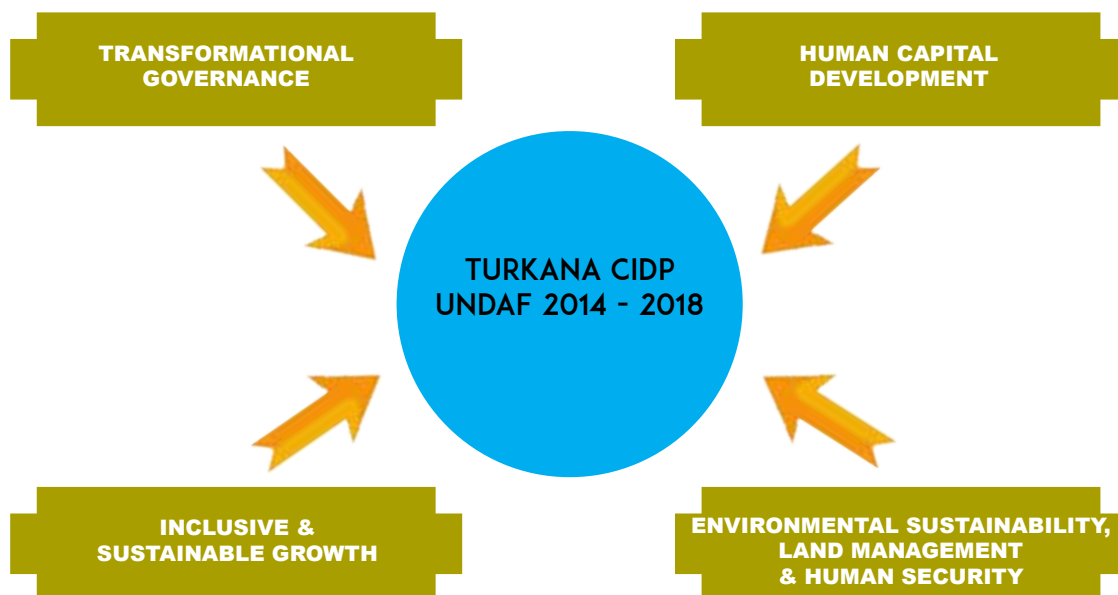 TRANSFORMATIONAL
GOVERNANCE
HUMAN CAPITAL
DEVELOPMENT
TURKANA CIDP
UNDAF 2014 - 2018
INCLUSIVE &
SUSTAINABLE GROWTH
ENVIRONMENTAL SUSTAINABILITY,
LAND MANAGEMENT
& HUMAN SECURITY